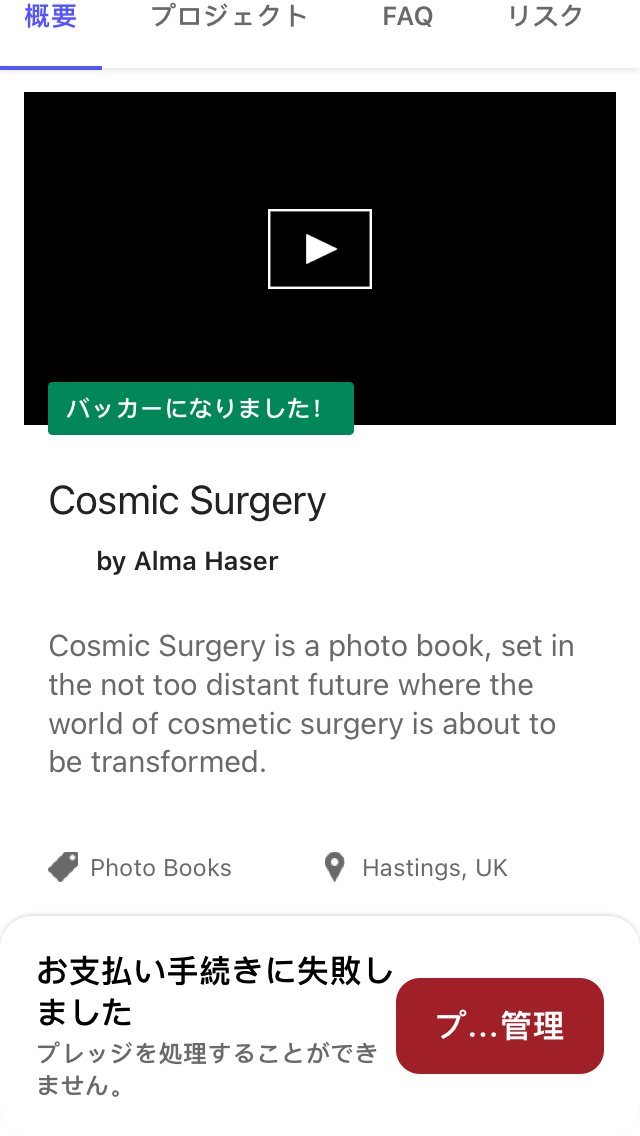 概要 プロジェクト FAQ リスク
バッカーになりました！
Cosmic Surgery
by Alma Haser
Cosmic Surgery is a photo book, set in
the not too distant future where the
world of cosmetic surgery is about to
be transformed.
Photo Books Hastings, UK
お支払い手続きに失敗し
ました
プレッジを処理することができ
ません。
プ…管理